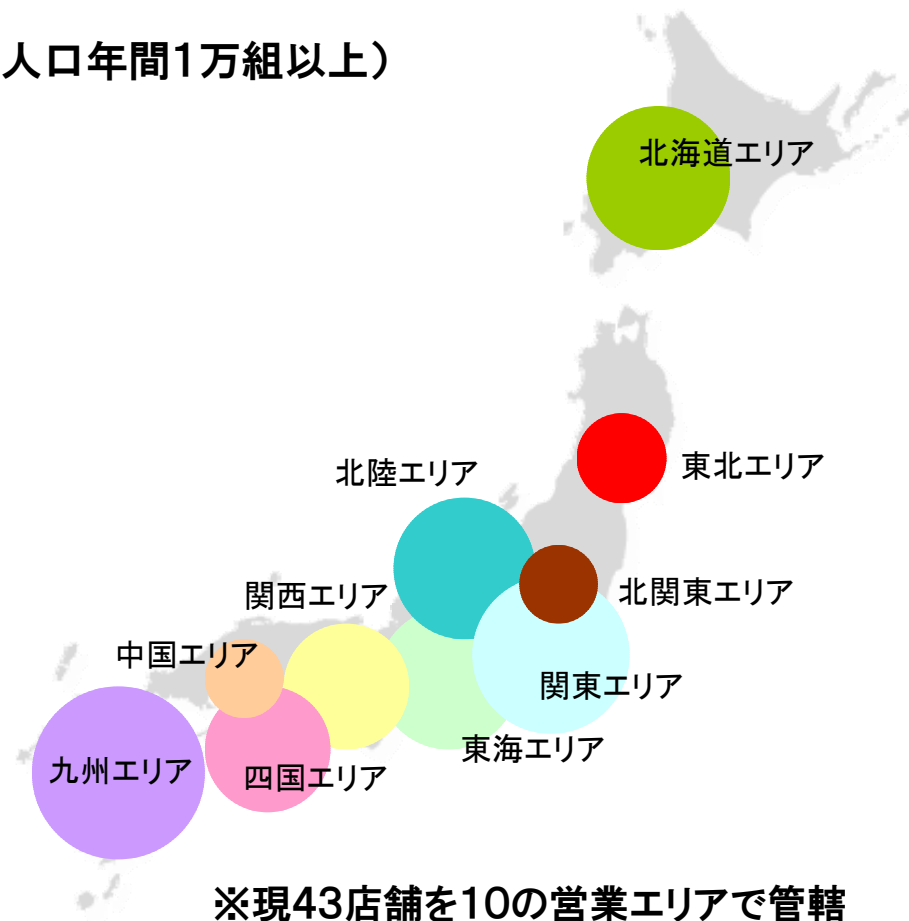 人口年間1万組以上）
北海道エリア
北陸エリア
東北エリア
関西エリア
北関東エリア
中国エリア
関東エリア
東海エリア
九州エリア
四国エリア
※現43店舗を10の営業エリアで管轄